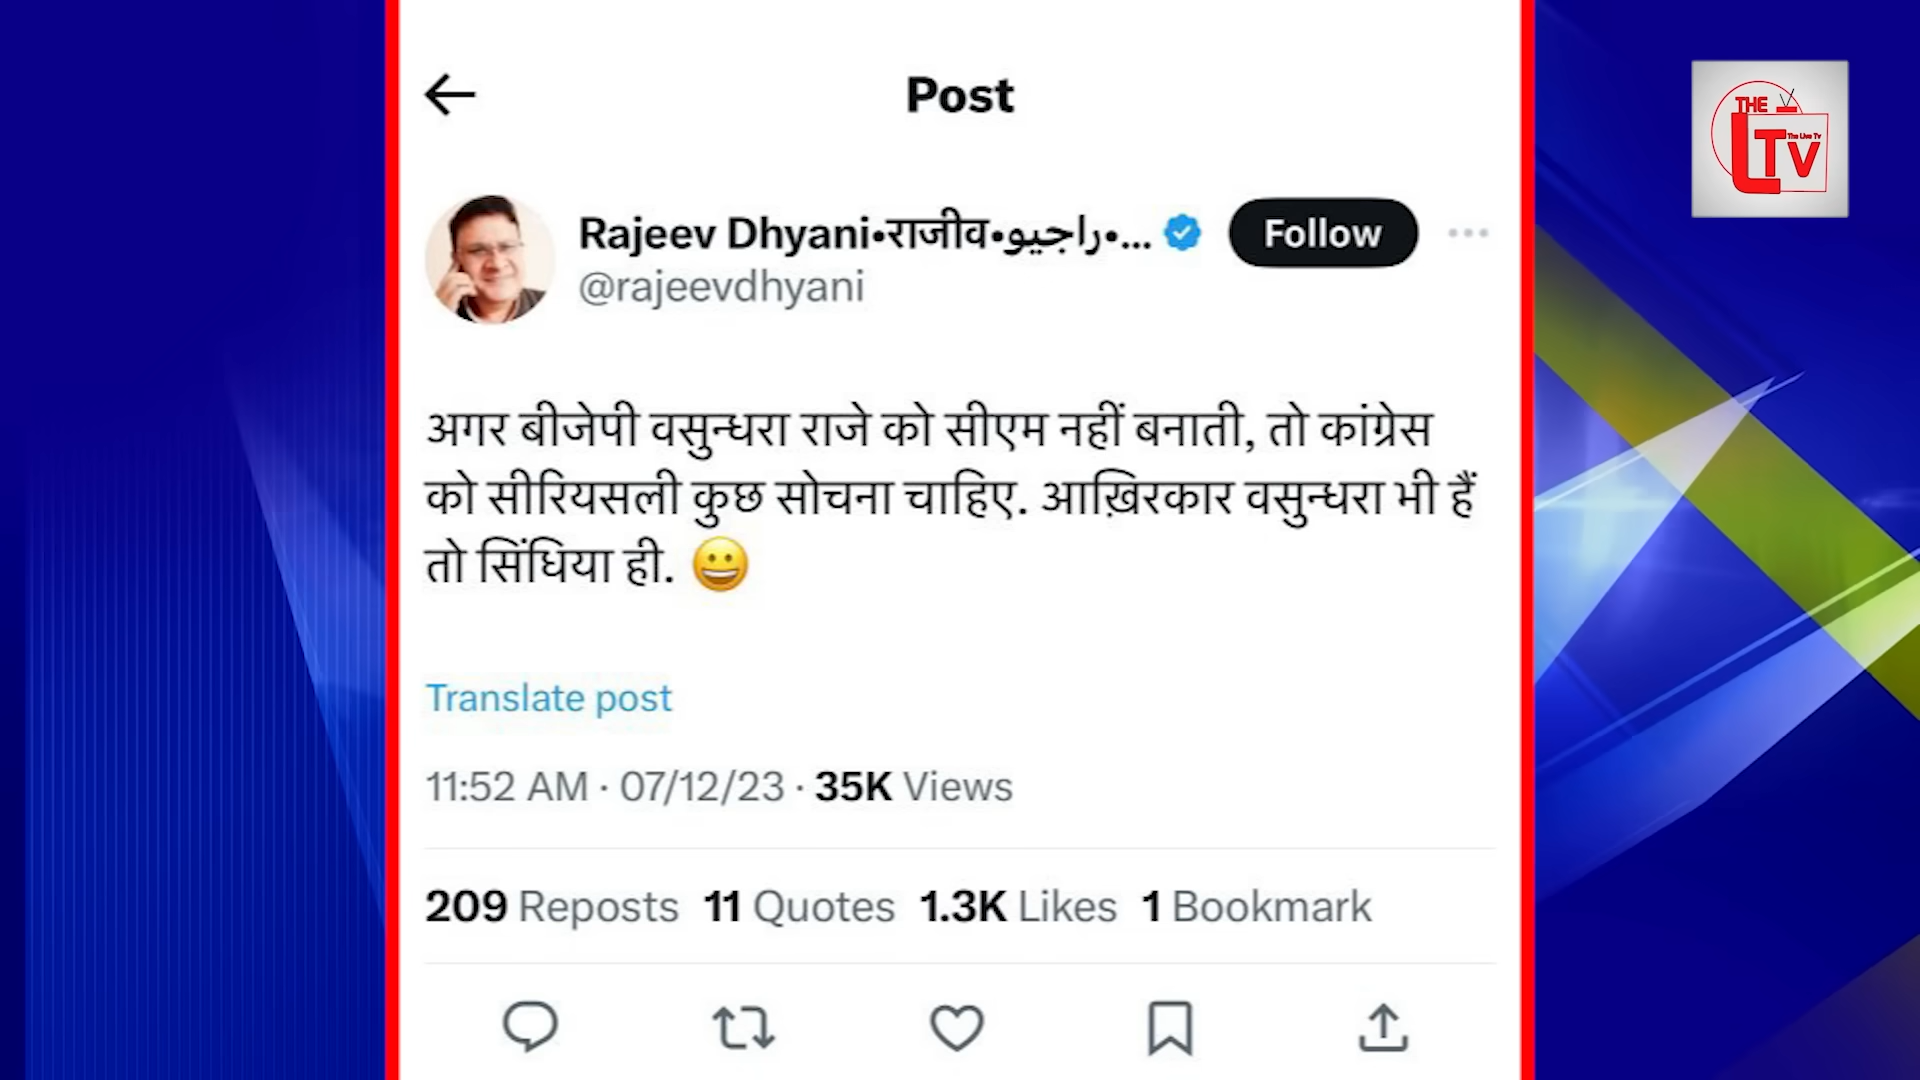 Post
THE
LTV
The Live Tv
Rajeev Dhyani•राजीव•راجیو•...
Follow
@rajeevdhyani
अगर बीजेपी वसुन्धरा राजे को सीएम नहीं बनाती, तो कांग्रेस
को सीरियसली कुछ सोचना चाहिए. आख़िरकार वसुन्धरा भी हैं
तो सिंधिया ही. 😀
Translate post
11:52 AM · 07/12/23 · 35K Views
209 Reposts 11 Quotes 1.3K Likes 1 Bookmark